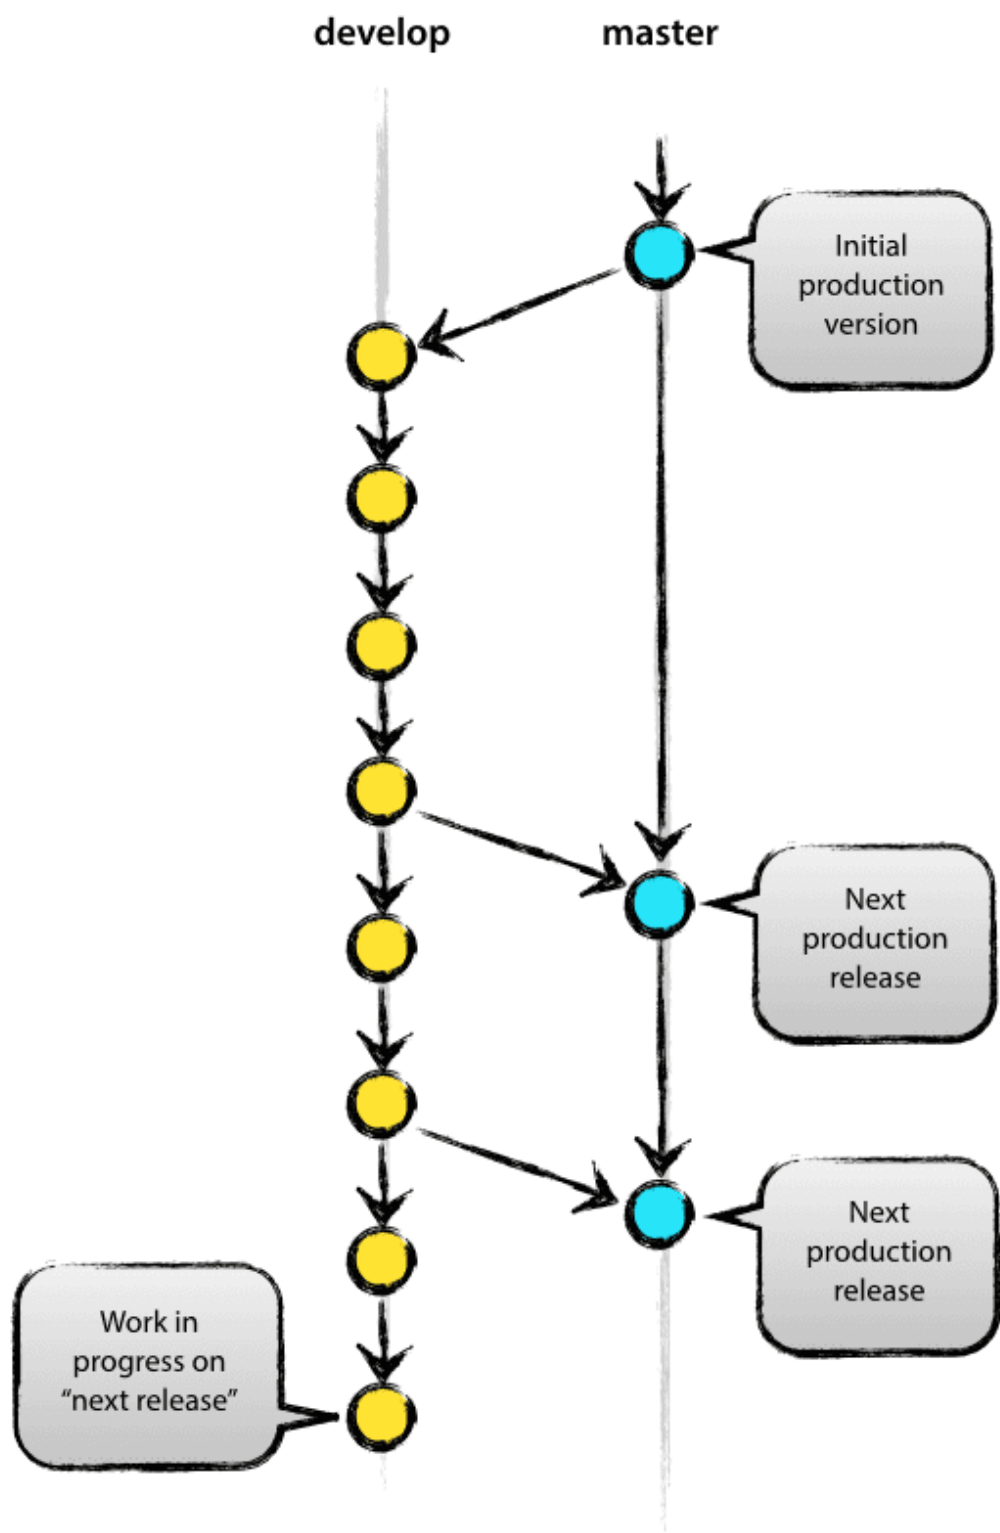 develop
master
Initial
production
version
Next
production
release
Next
production
release
Work in
progress on
“next release”